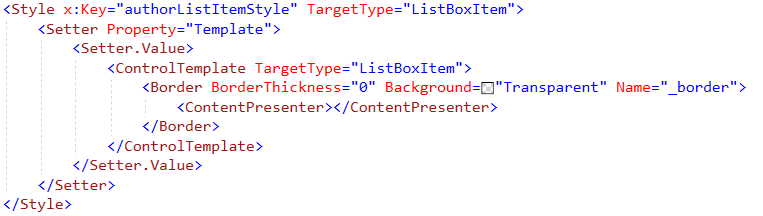 <Style x:Key="authorListItemStyle" TargetType="ListBoxItem">
<Setter Property="Template">
<Setter.Value>
<ControlTemplate TargetType="ListBoxItem">
<Border BorderThickness="0" Background="Transparent" Name="_border">
<ContentPresenter></ContentPresenter>
</Border>
</ControlTemplate>
</Setter.Value>
</Setter>
</Style>